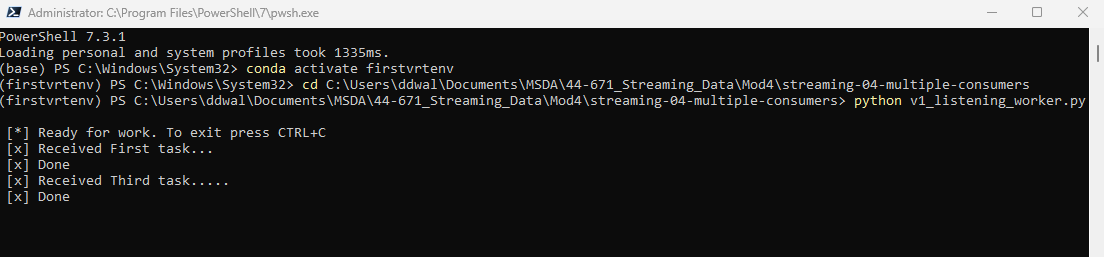 Administrator: C:\Program Files\PowerShell\7\pwsh.exe
PowerShell 7.3.1
Loading personal and system profiles took 1335ms.
(base) PS C:\Windows\System32> conda activate firstvrtenv
(firstvrtenv) PS C:\Windows\System32> cd C:\Users\ddwal\Documents\MSDA\44-671_Streaming_Data\Mod4\streaming-04-multiple-consumers
(firstvrtenv) PS C:\Users\ddwal\Documents\MSDA\44-671_Streaming_Data\Mod4\streaming-04-multiple-consumers> python v1_listening_worker.py
[*] Ready for work. To exit press CTRL+C
[x] Received First task...
[x] Done
[x] Received Third task.....
[x] Done